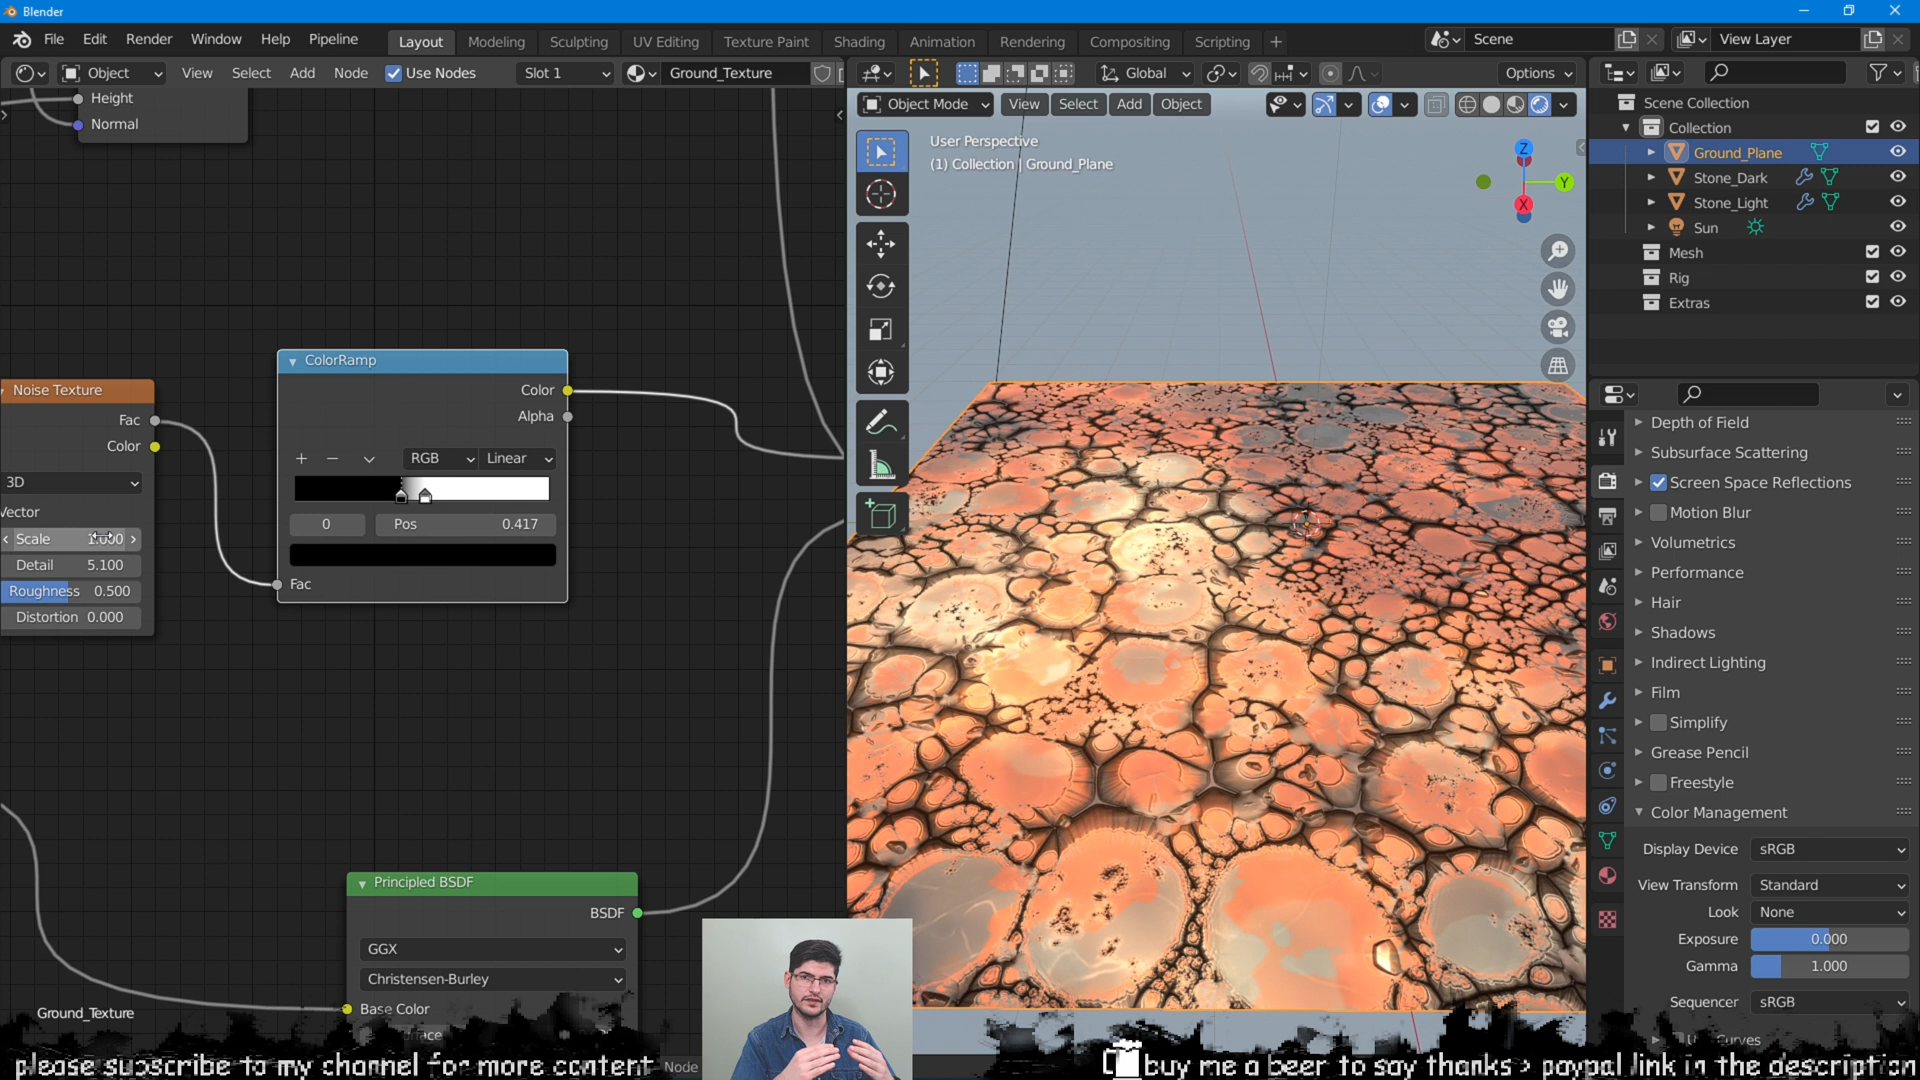 Blender
File Edit Render Window Help Pipeline Layout Modeling Sculpting UV Editing Texture Paint Shading Animation Rendering Compositing Scripting + Scene View Layer
Object View Select Add Node Use Nodes Slot 1 Ground_Texture Global Options
Height
Normal
Object Mode View Select Add Object
User Perspective
(1) Collection | Ground_Plane
Z
Y
X
Scene Collection
Collection
Ground_Plane
Stone_Dark
Stone_Light
Sun
Mesh
Rig
Extras
Noise Texture
Fac
Color
3D
Vector
Scale 1.000
Detail 5.100
Roughness 0.500
Distortion 0.000
ColorRamp
Color
Alpha
RGB Linear
0 Pos 0.417
Fac
Principled BSDF
BSDF
GGX
Christensen-Burley
Base Color
Ground_Texture
Depth of Field
Subsurface Scattering
Screen Space Reflections
Motion Blur
Volumetrics
Performance
Hair
Shadows
Indirect Lighting
Film
Simplify
Grease Pencil
Freestyle
Color Management
Display Device sRGB
View Transform Standard
Look None
Exposure 0.000
Gamma 1.000
Sequencer sRGB
please subscribe to my channel for more content
Node
buy me a beer to say thanks > paypal link in the description